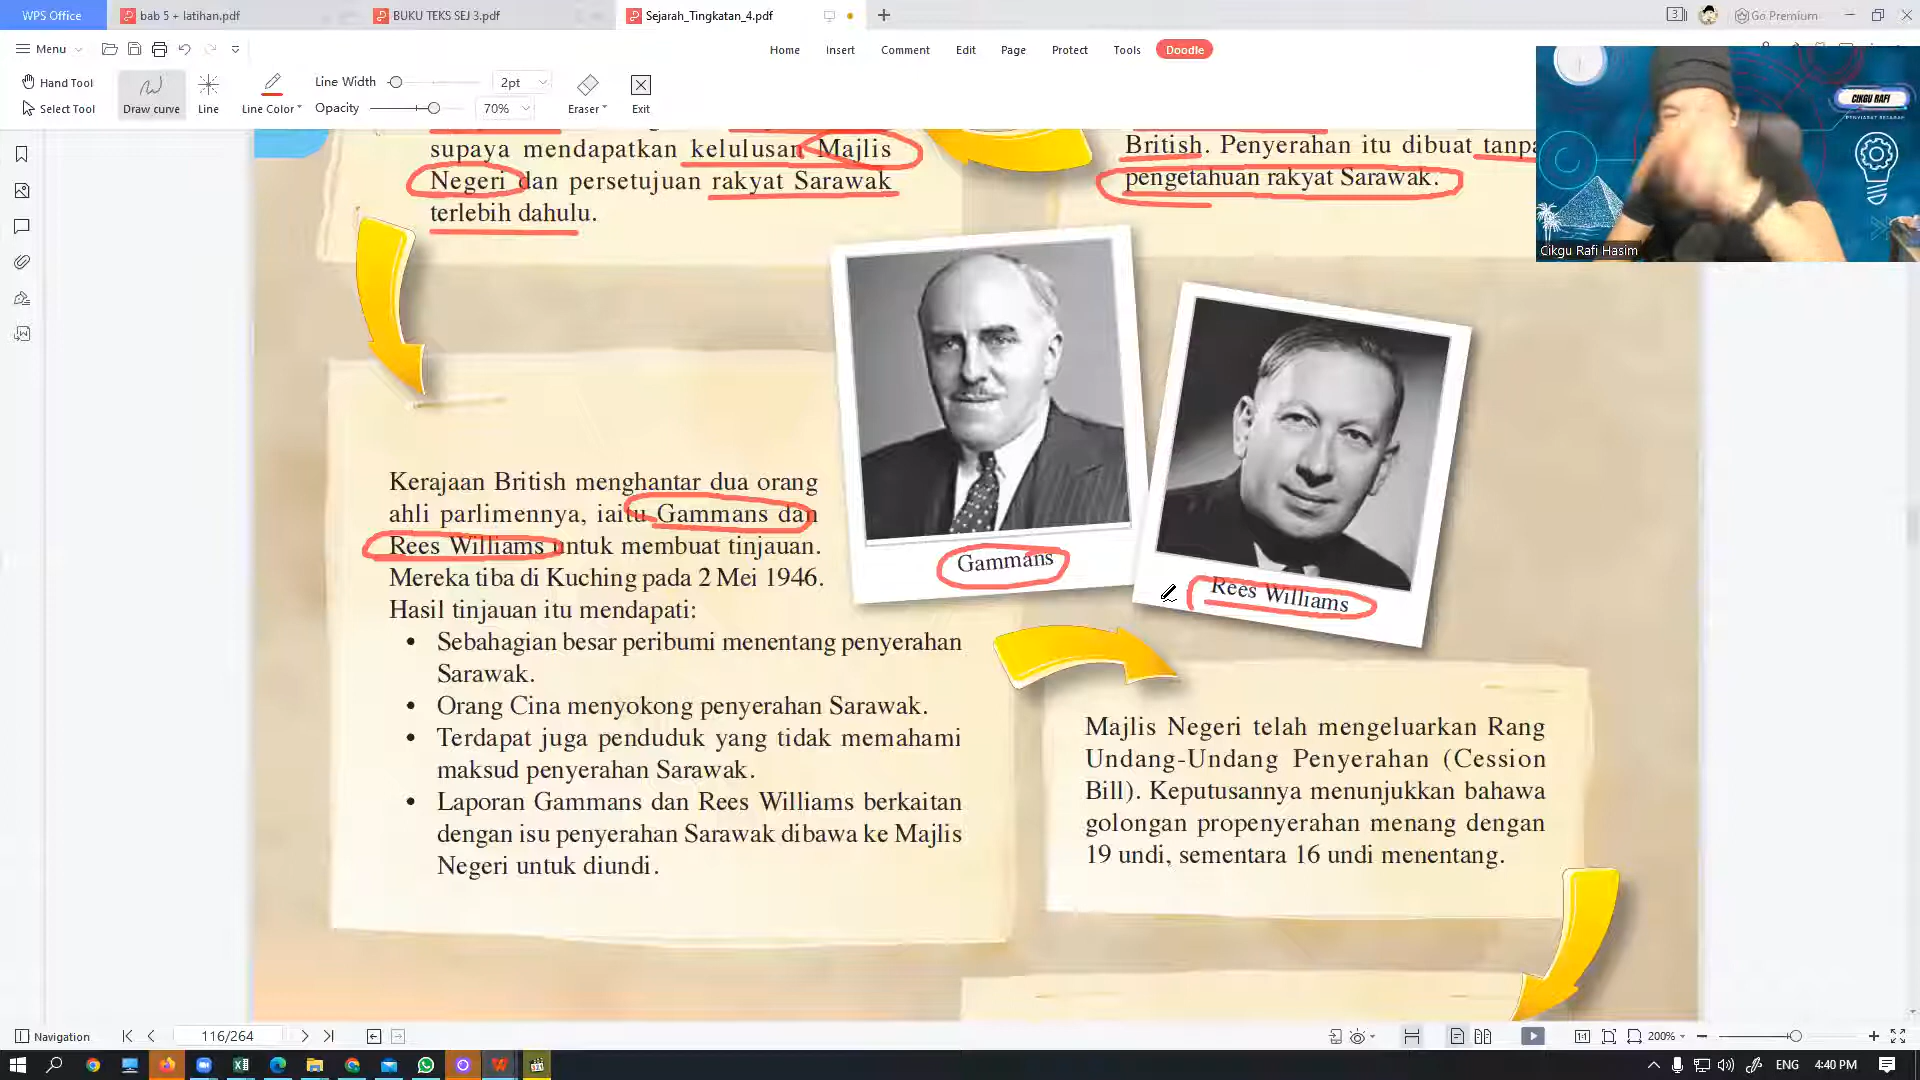 WPS Office
bab 5 + latihan.pdf
BUKU TEKS SEJ 3.pdf
Sejarah_Tingkatan_4.pdf
3
Go Premium
Menu
Home
Insert
Comment
Edit
Page
Protect
Tools
Doodle
Hand Tool
Select Tool
Draw curve
Line
Line Color
Line Width
2pt
Opacity
70%
Eraser
Exit
supaya mendapatkan kelulusan Majlis
Negeri dan persetujuan rakyat Sarawak
terlebih dahulu.
British. Penyerahan itu dibuat
pengetahuan rakyat Sarawak.
CIKGU RAFI
Cikgu Rafi Hasim
Gammans
Rees Williams
Kerajaan British menghantar dua orang
ahli parlimennya, iaitu Gammans dan
Rees Williams untuk membuat tinjauan.
Mereka tiba di Kuching pada 2 Mei 1946.
Hasil tinjauan itu mendapati:
• Sebahagian besar peribumi menentang penyerahan
Sarawak.
• Orang Cina menyokong penyerahan Sarawak.
• Terdapat juga penduduk yang tidak memahami
maksud penyerahan Sarawak.
• Laporan Gammans dan Rees Williams berkaitan
dengan isu penyerahan Sarawak dibawa ke Majlis
Negeri untuk diundi.
Majlis Negeri telah mengeluarkan Rang
Undang-Undang Penyerahan (Cession
Bill). Keputusannya menunjukkan bahawa
golongan propenyerahan menang dengan
19 undi, sementara 16 undi menentang.
Navigation
116/264
200%
ENG
4:40 PM